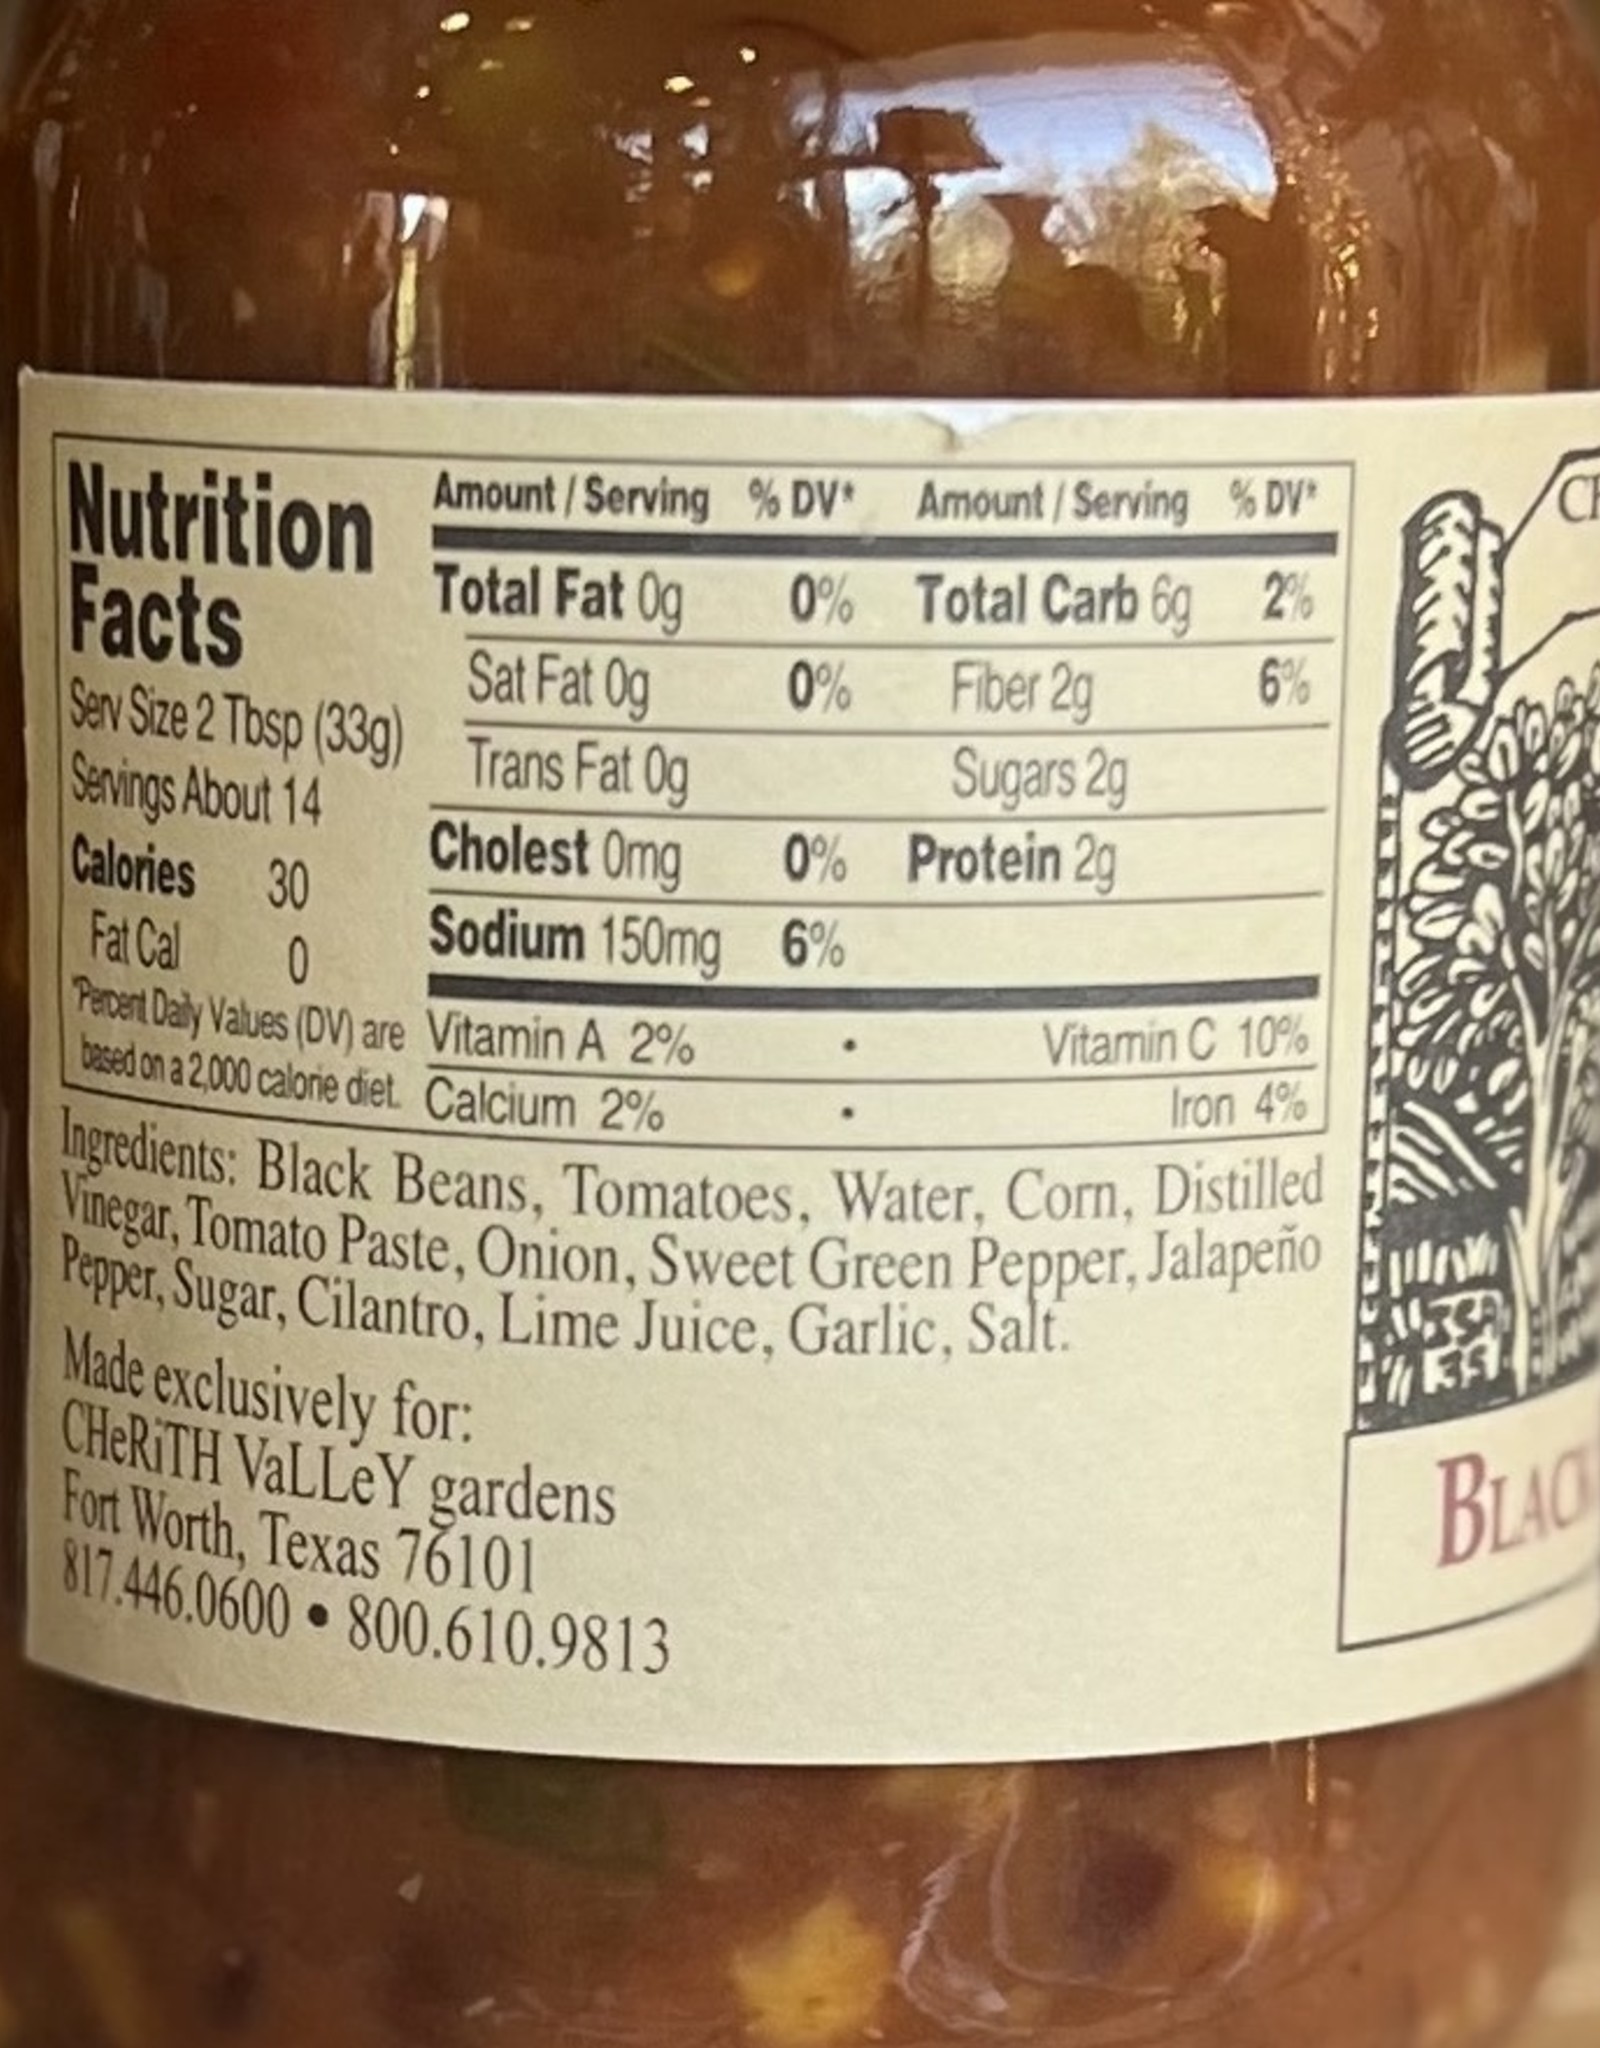 Nutrition
Facts
Serv Size 2 Tbsp (33g)
Servings About 14
Calories 30
Fat Cal 0
*Percent Daily Values (DV) are
based on a 2,000 calorie diet.
Amount / Serving % DV* Amount / Serving % DV*
Total Fat 0g 0% Total Carb 6g 2%
Sat Fat 0g 0% Fiber 2g 6%
Trans Fat 0g Sugars 2g
Cholest 0mg 0% Protein 2g
Sodium 150mg 6%
Vitamin A 2% • Vitamin C 10%
Calcium 2% • Iron 4%
Ingredients: Black Beans, Tomatoes, Water, Corn, Distilled
Vinegar, Tomato Paste, Onion, Sweet Green Pepper, Jalapeño
Pepper, Sugar, Cilantro, Lime Juice, Garlic, Salt.
Made exclusively for:
CHeRiTH VaLLeY gardens
Fort Worth, Texas 76101
817.446.0600 • 800.610.9813
CH
BLACK